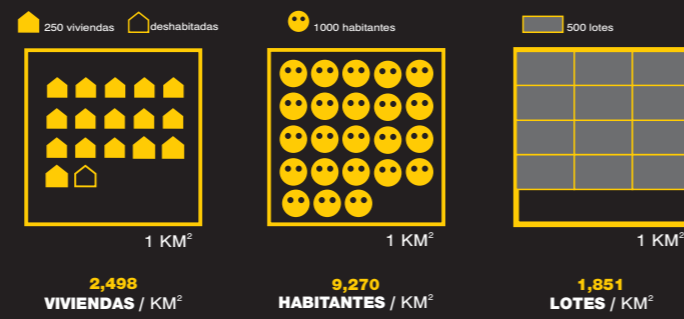 250 viviendas deshabitadas 1000 habitantes 500 lotes
1 KM² 1 KM² 1 KM²
2,498 9,270 1,851
VIVIENDAS / KM² HABITANTES / KM² LOTES / KM²